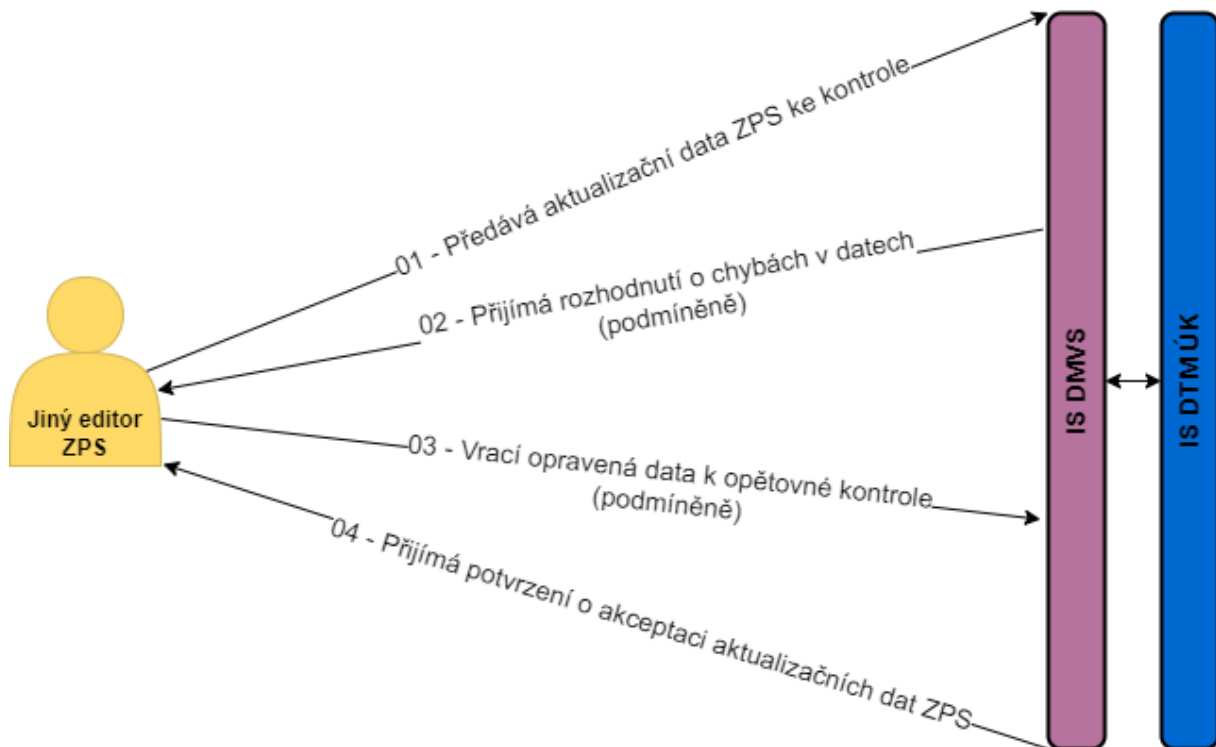 01 - Předává aktualizační data ZPS ke kontrole
02 - Přijímá rozhodnutí o chybách v datech
(podmíněně)
Jiný editor
ZPS
03 - Vrací opravená data k opětovné kontrole
(podmíněně)
04 - Přijímá potvrzení o akceptaci aktualizačních dat ZPS
IS DMVS
IS DTM ÚK